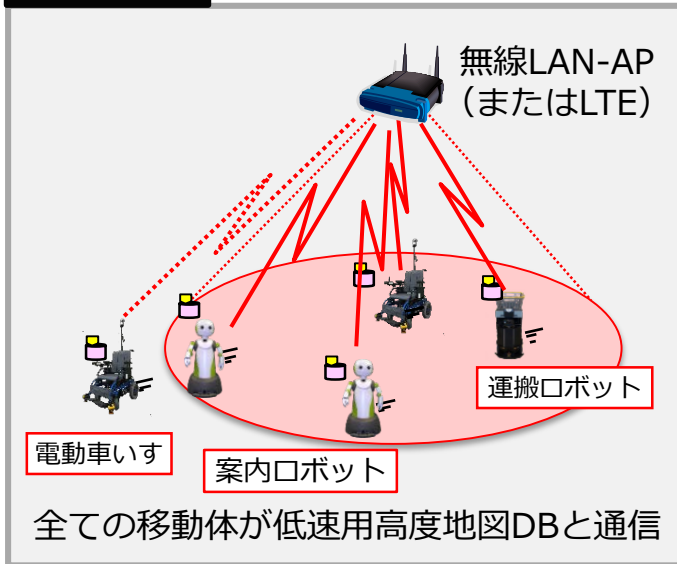 無線LAN-AP
（またはLTE）
運搬ロボット
電動車いす
案内ロボット
全ての移動体が低速用高度地図DBと通信